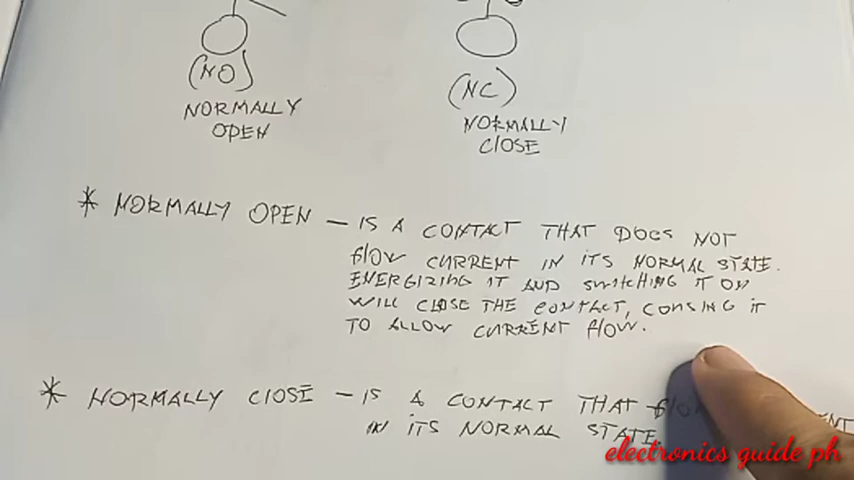 (NO)
NORMALLY
OPEN
(NC)
NORMALLY
CLOSE
* NORMALLY OPEN - IS A CONTACT THAT DOES NOT
flow CURRENT IN ITS NORMAL STATE.
ENERGIZING IT AND SWITCHING IT ON
WILL CLOSE THE CONTACT, CONSING IT
TO ALLOW CURRENT flow.
* NORMALLY CLOSE - IS A CONTACT THAT
IN ITS NORMAL STATE.
electronics guide ph